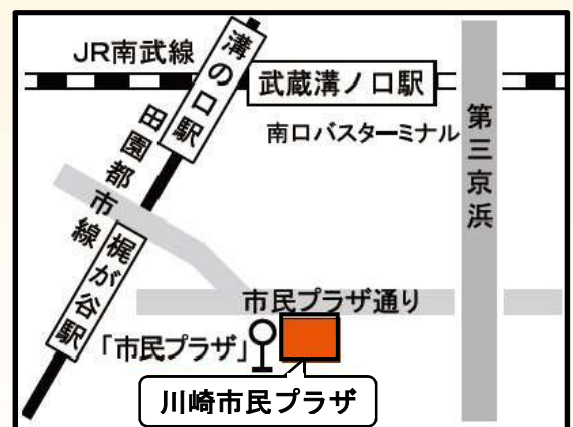 JR南武線
溝の口駅
武蔵溝ノ口駅
南口バスターミナル
第三京浜
田園都市線
梶が谷駅
市民プラザ通り
「市民プラザ」
川崎市民プラザ